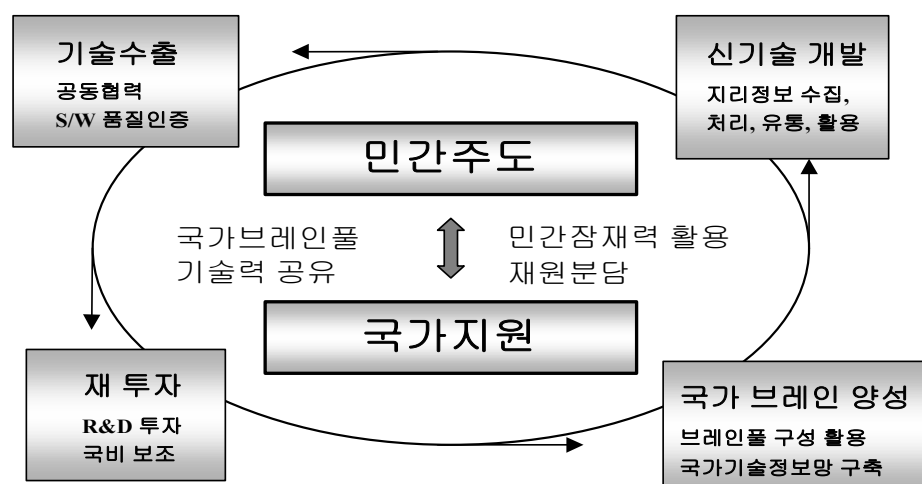 기술수출
공동협력
S/W 품질인증
신기술 개발
지리정보 수집,
처리, 유통, 활용
민간주도
국가브레인풀
기술력 공유
민간잠재력 활용
재원분담
국가지원
재 투자
R&D 투자
국비 보조
국가 브레인 양성
브레인풀 구성 활용
국가기술정보망 구축